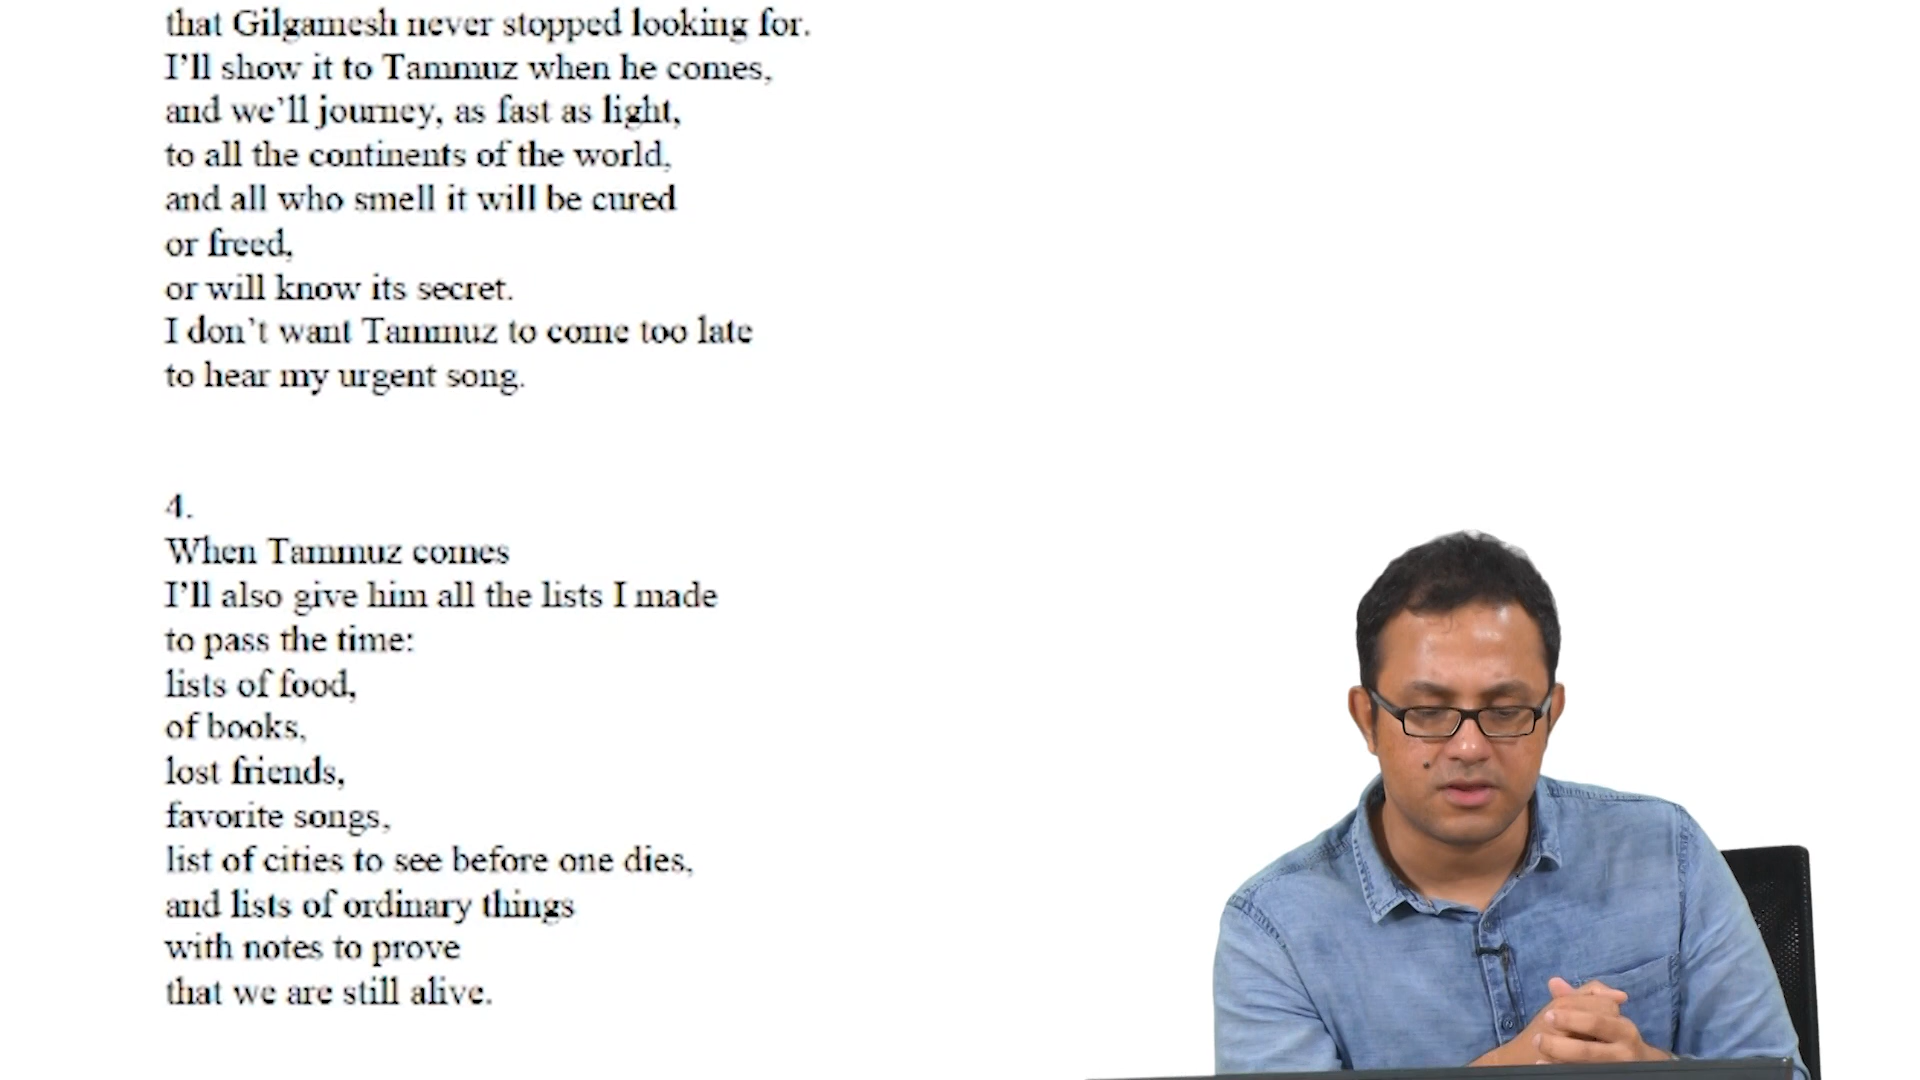 that Gilgamesh never stopped looking for.
I'll show it to Tammuz when he comes,
and we'll journey, as fast as light,
to all the continents of the world,
and all who smell it will be cured
or freed,
or will know its secret.
I don't want Tammuz to come too late
to hear my urgent song.
4.
When Tammuz comes
I'll also give him all the lists I made
to pass the time:
lists of food,
of books,
lost friends,
favorite songs,
list of cities to see before one dies,
and lists of ordinary things
with notes to prove
that we are still alive.